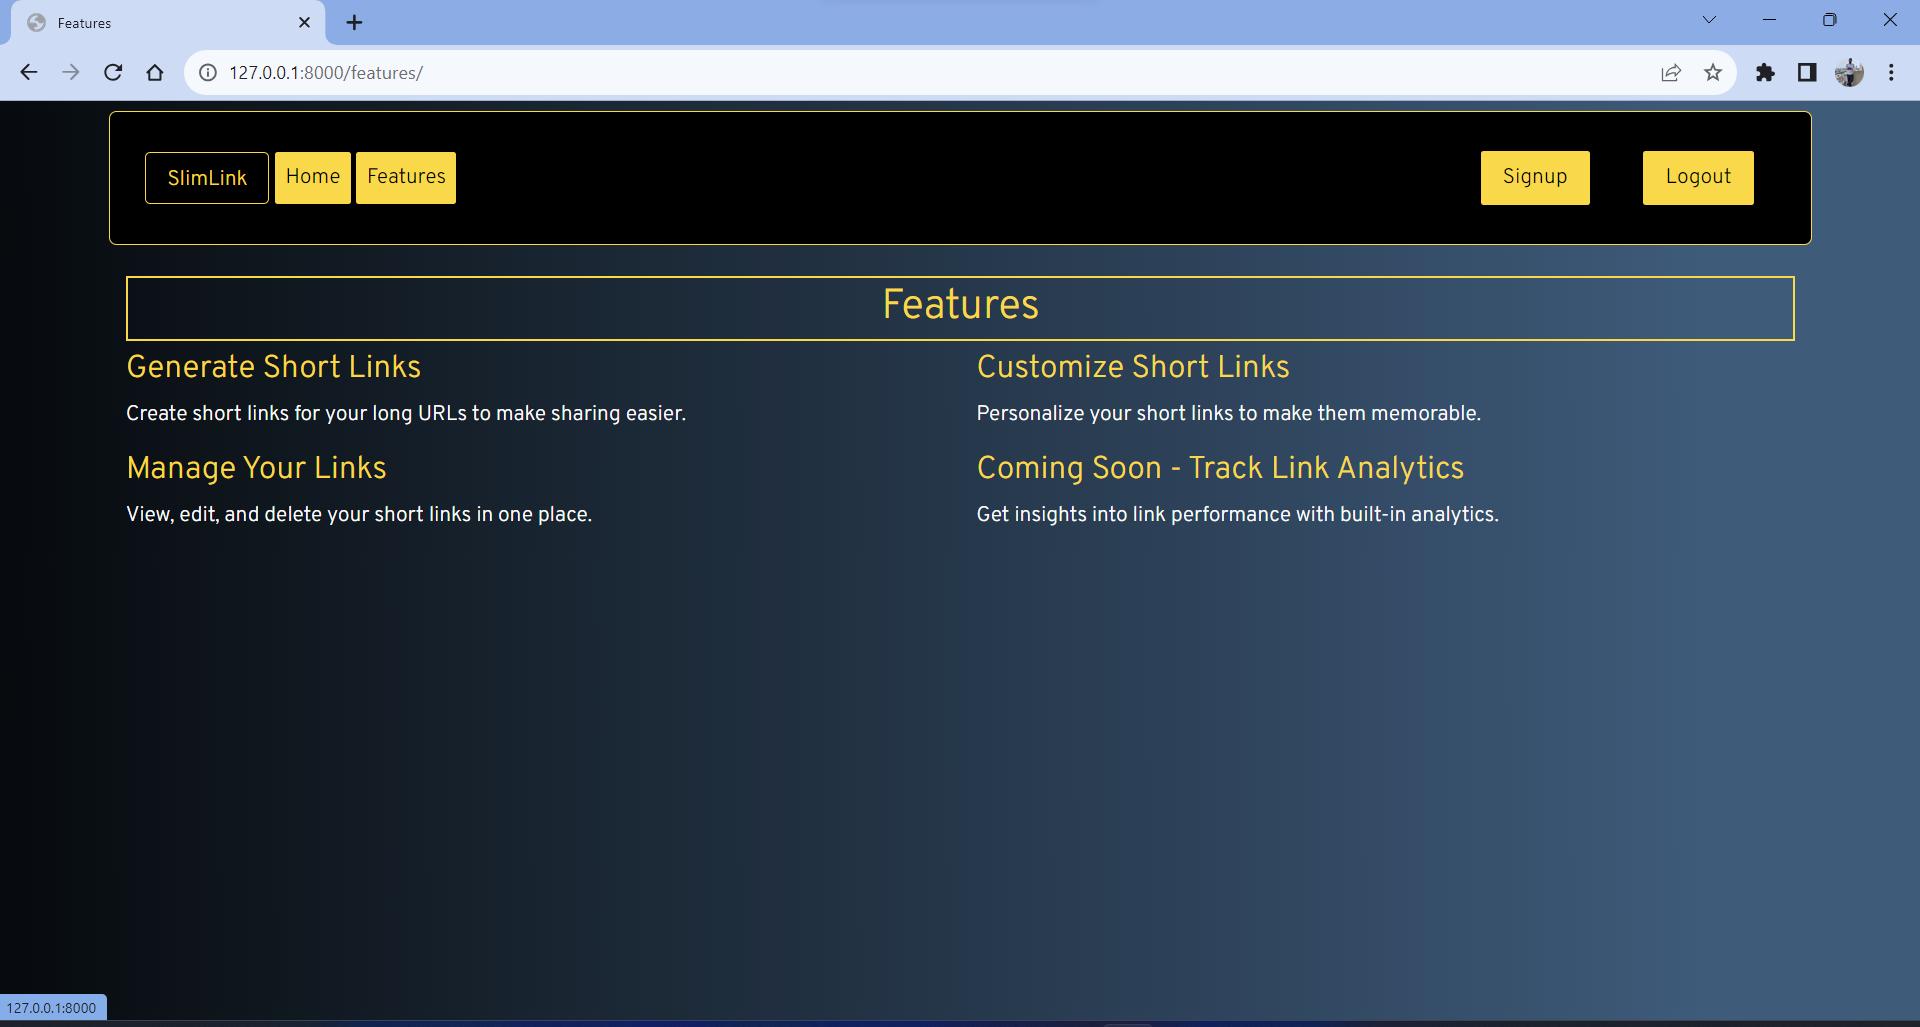 Features
127.0.0.1:8000/features/
SlimLink Home Features Signup Logout
Features
Generate Short Links
Create short links for your long URLs to make sharing easier.
Customize Short Links
Personalize your short links to make them memorable.
Manage Your Links
View, edit, and delete your short links in one place.
Coming Soon - Track Link Analytics
Get insights into link performance with built-in analytics.
127.0.0.1:8000